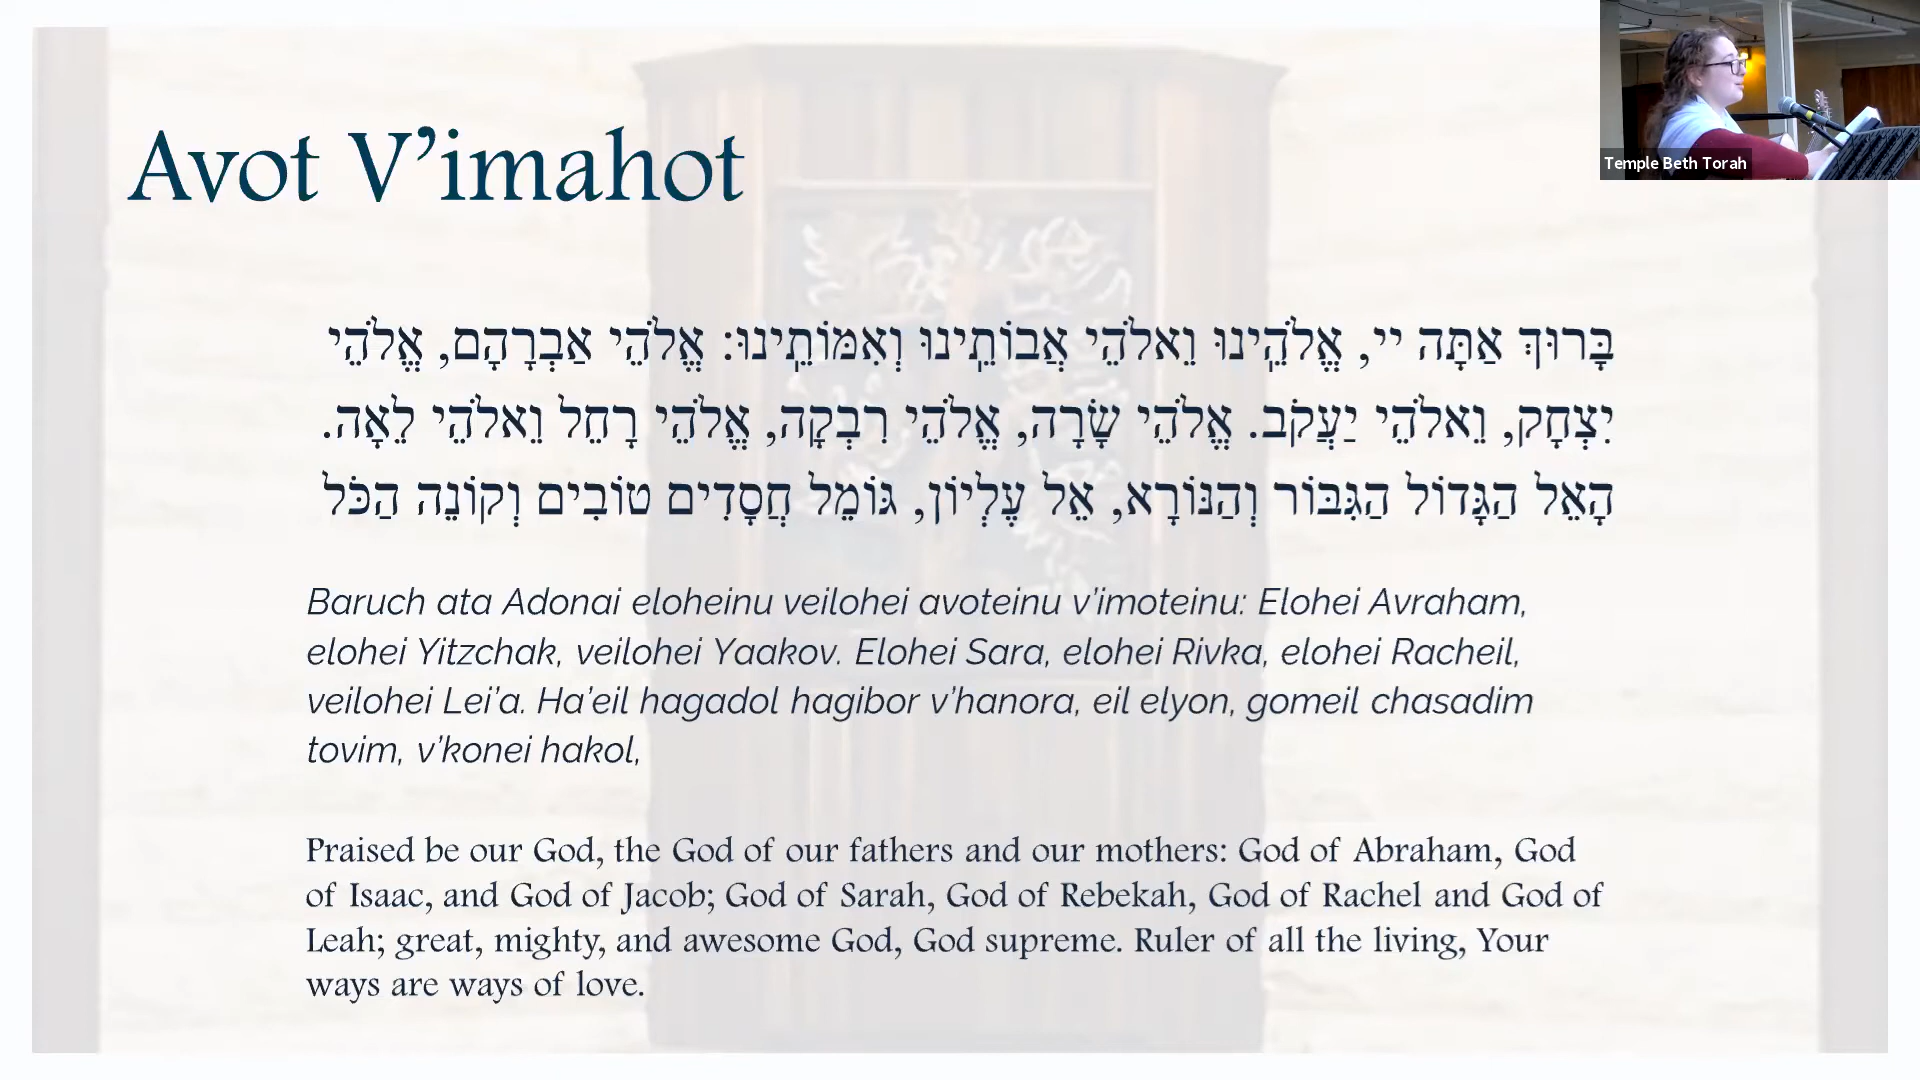 Avot V’imahot
Temple Beth Torah
בָּרוּךְ אַתָּה יי, אֱלֹהֵינוּ וֵאלֹהֵי אֲבוֹתֵינוּ וְאִמּוֹתֵינוּ: אֱלֹהֵי אַבְרָהָם, אֱלֹהֵי
יִצְחָק, וֵאלֹהֵי יַעֲקֹב. אֱלֹהֵי שָׂרָה, אֱלֹהֵי רִבְקָה, אֱלֹהֵי רָחֵל וֵאלֹהֵי לֵאָה.
הָאֵל הַגָּדוֹל הַגִּבּוֹר וְהַנּוֹרָא, אֵל עֶלְיוֹן, גּוֹמֵל חֲסָדִים טוֹבִים וְקוֹנֵה הַכֹּל
Baruch ata Adonai eloheinu veilohei avoteinu v’imoteinu: Elohei Avraham,
elohei Yitzchak, veilohei Yaakov. Elohei Sara, elohei Rivka, elohei Racheil,
veilohei Lei’a. Ha’eil hagadol hagibor v’hanora, eil elyon, gomeil chasadim
tovim, v’konei hakol,
Praised be our God, the God of our fathers and our mothers: God of Abraham, God
of Isaac, and God of Jacob; God of Sarah, God of Rebekah, God of Rachel and God of
Leah; great, mighty, and awesome God, God supreme. Ruler of all the living, Your
ways are ways of love.